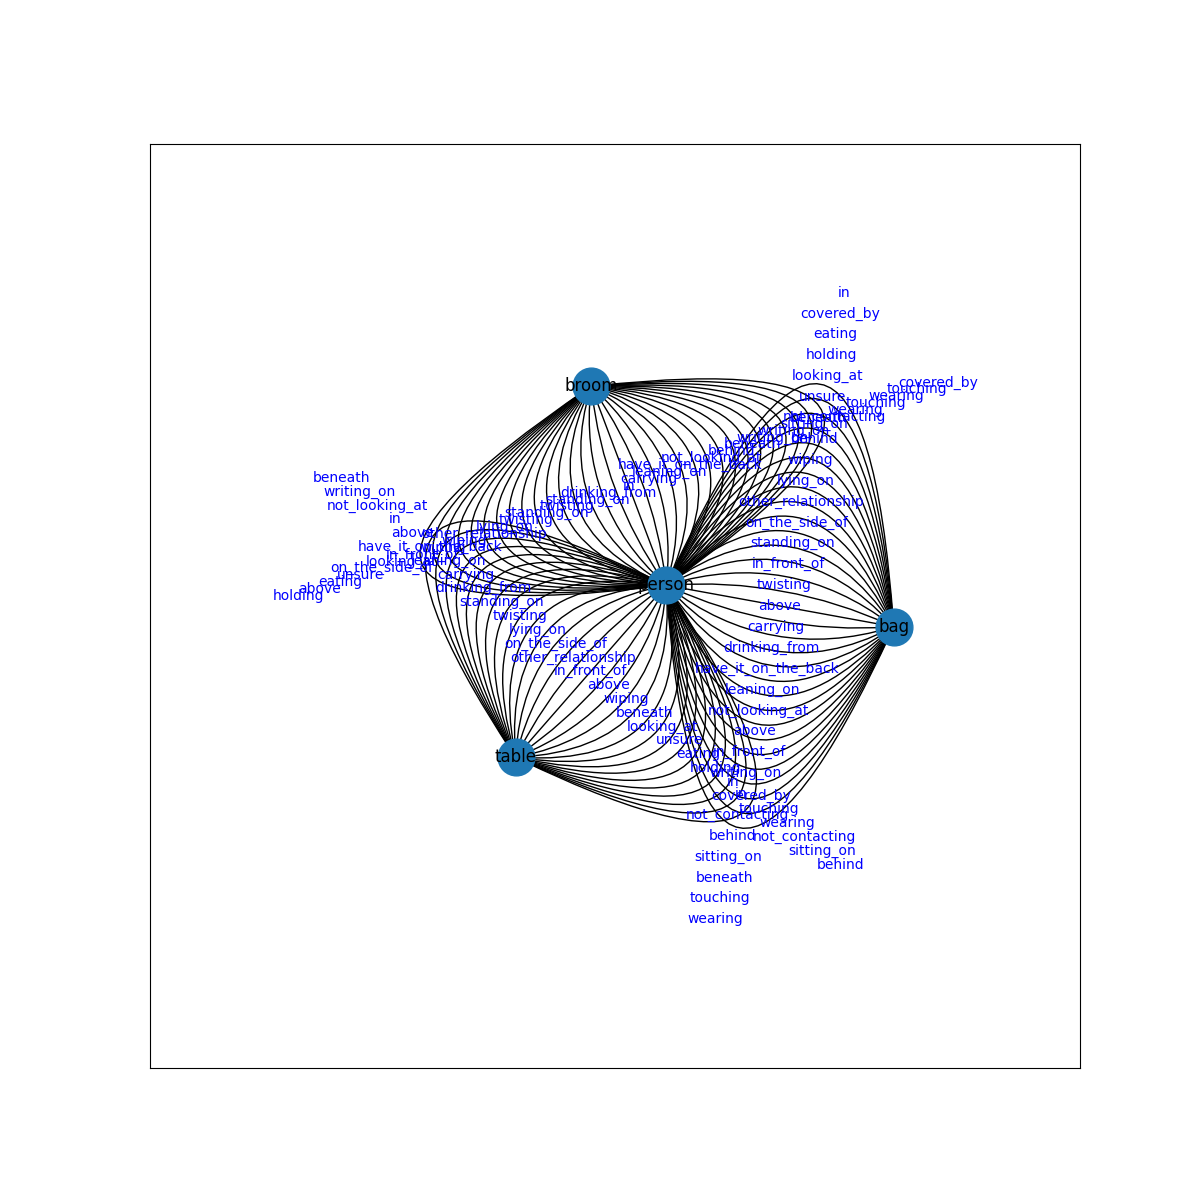 in
covered_by
eating
holding
looking_at
covered_by
touching
unsure
wearing
touching
broom
wearing
not_contacting
sitting_on
writing_on
behind
beneath
behind
not_looking_at
wiping
have_it_on_the_back
leaning_on
beneath
carrying
lying_on
in
writing_on
drinking_from
standing_on
other_relationship
not_looking_at
twisting
standing_on
in
twisting
on_the_side_of
lying_on
above
other_relationship
wiping
standing_on
have_it_on_the_back
looking_at
leaning_on
in_front_of
on_the_side_of
unsure
carrying
eating
person
twisting
above
drinking_from
holding
standing_on
above
twisting
bag
carrying
lying_on
on_the_side_of
drinking_from
other_relationship
in_front_of
have_it_on_the_back
above
leaning_on
wiping
not_looking_at
beneath
looking_at
above
unsure
table
eating
in_front_of
holding
writing_on
in
covered_by
touching
not_contacting
wearing
behind
not_contacting
sitting_on
sitting_on
behind
beneath
touching
wearing